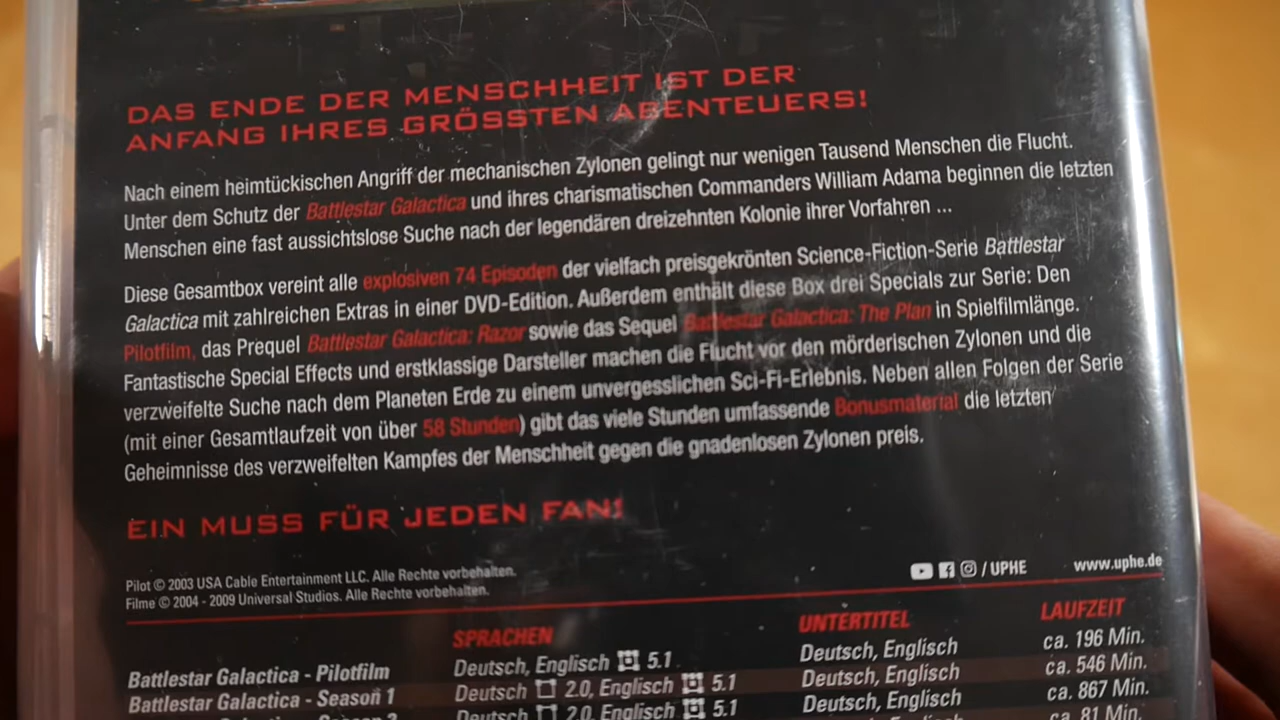 DAS ENDE DER MENSCHHEIT IST DER
ANFANG IHRES GRÖSSTEN ABENTEUERS!
Nach einem heimtückischen Angriff der mechanischen Zylonen gelingt nur wenigen Tausend Menschen die Flucht.
Unter dem Schutz der Battlestar Galactica und ihres charismatischen Commanders William Adama beginnen die letzten
Menschen eine fast aussichtslose Suche nach der legendären dreizehnten Kolonie ihrer Vorfahren ...
Diese Gesamtbox vereint alle explosiven 74 Episoden der vielfach preisgekrönten Science-Fiction-Serie Battlestar
Galactica mit zahlreichen Extras in einer DVD-Edition. Außerdem enthält diese Box drei Specials zur Serie: Den
Pilotfilm, das Prequel Battlestar Galactica: Razor sowie das Sequel Battlestar Galactica: The Plan in Spielfilmlänge.
Fantastische Special Effects und erstklassige Darsteller machen die Flucht vor den mörderischen Zylonen und die
verzweifelte Suche nach dem Planeten Erde zu einem unvergesslichen Sci-Fi-Erlebnis. Neben allen Folgen der Serie
(mit einer Gesamtlaufzeit von über 58 Stunden) gibt das viele Stunden umfassende Bonusmaterial die letzten
Geheimnisse des verzweifelten Kampfes der Menschheit gegen die gnadenlosen Zylonen preis.
EIN MUSS FÜR JEDEN FAN!
Pilot © 2003 USA Cable Entertainment LLC. Alle Rechte vorbehalten.
Filme © 2004 - 2009 Universal Studios. Alle Rechte vorbehalten.
/ UPHE www.uphe.de
SPRACHEN UNTERTITEL LAUFZEIT
Battlestar Galactica - Pilotfilm Deutsch, Englisch 5.1 Deutsch, Englisch ca. 196 Min.
Battlestar Galactica - Season 1 Deutsch 2.0, Englisch 5.1 Deutsch, Englisch ca. 546 Min.
Deutsch 2.0, Englisch 5.1 Deutsch, Englisch ca. 867 Min.
ca. 81 Min.